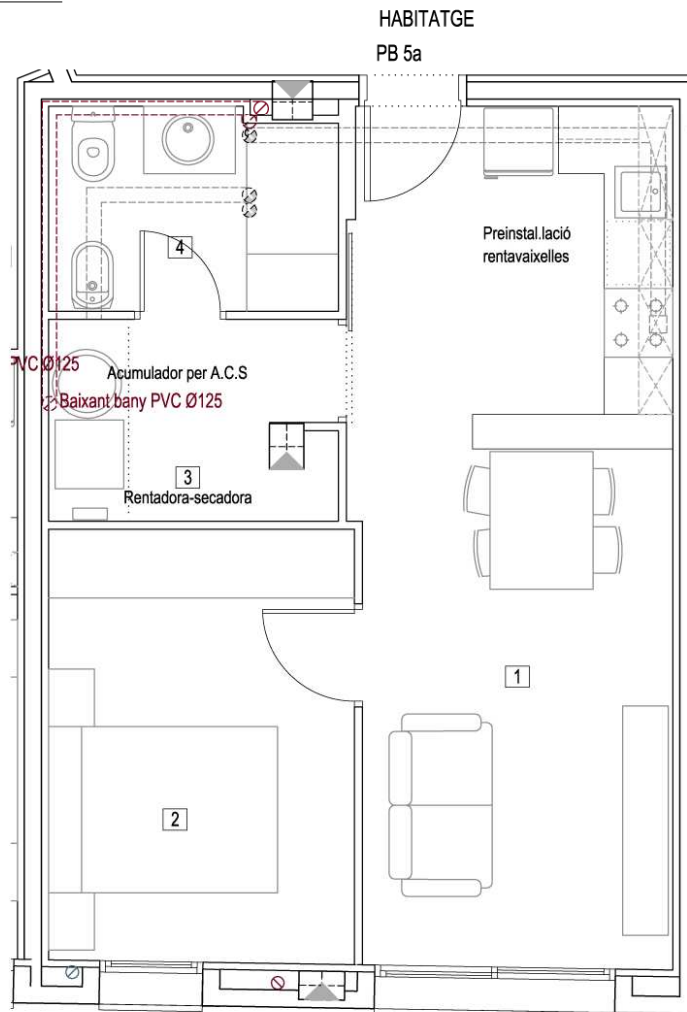 HABITATGE
PB 5a
Preinstal.lació
rentavaixelles
4
PVC Ø125
Acumulador per A.C.S
Baixant bany PVC Ø125
3
Rentadora-secadora
1
2